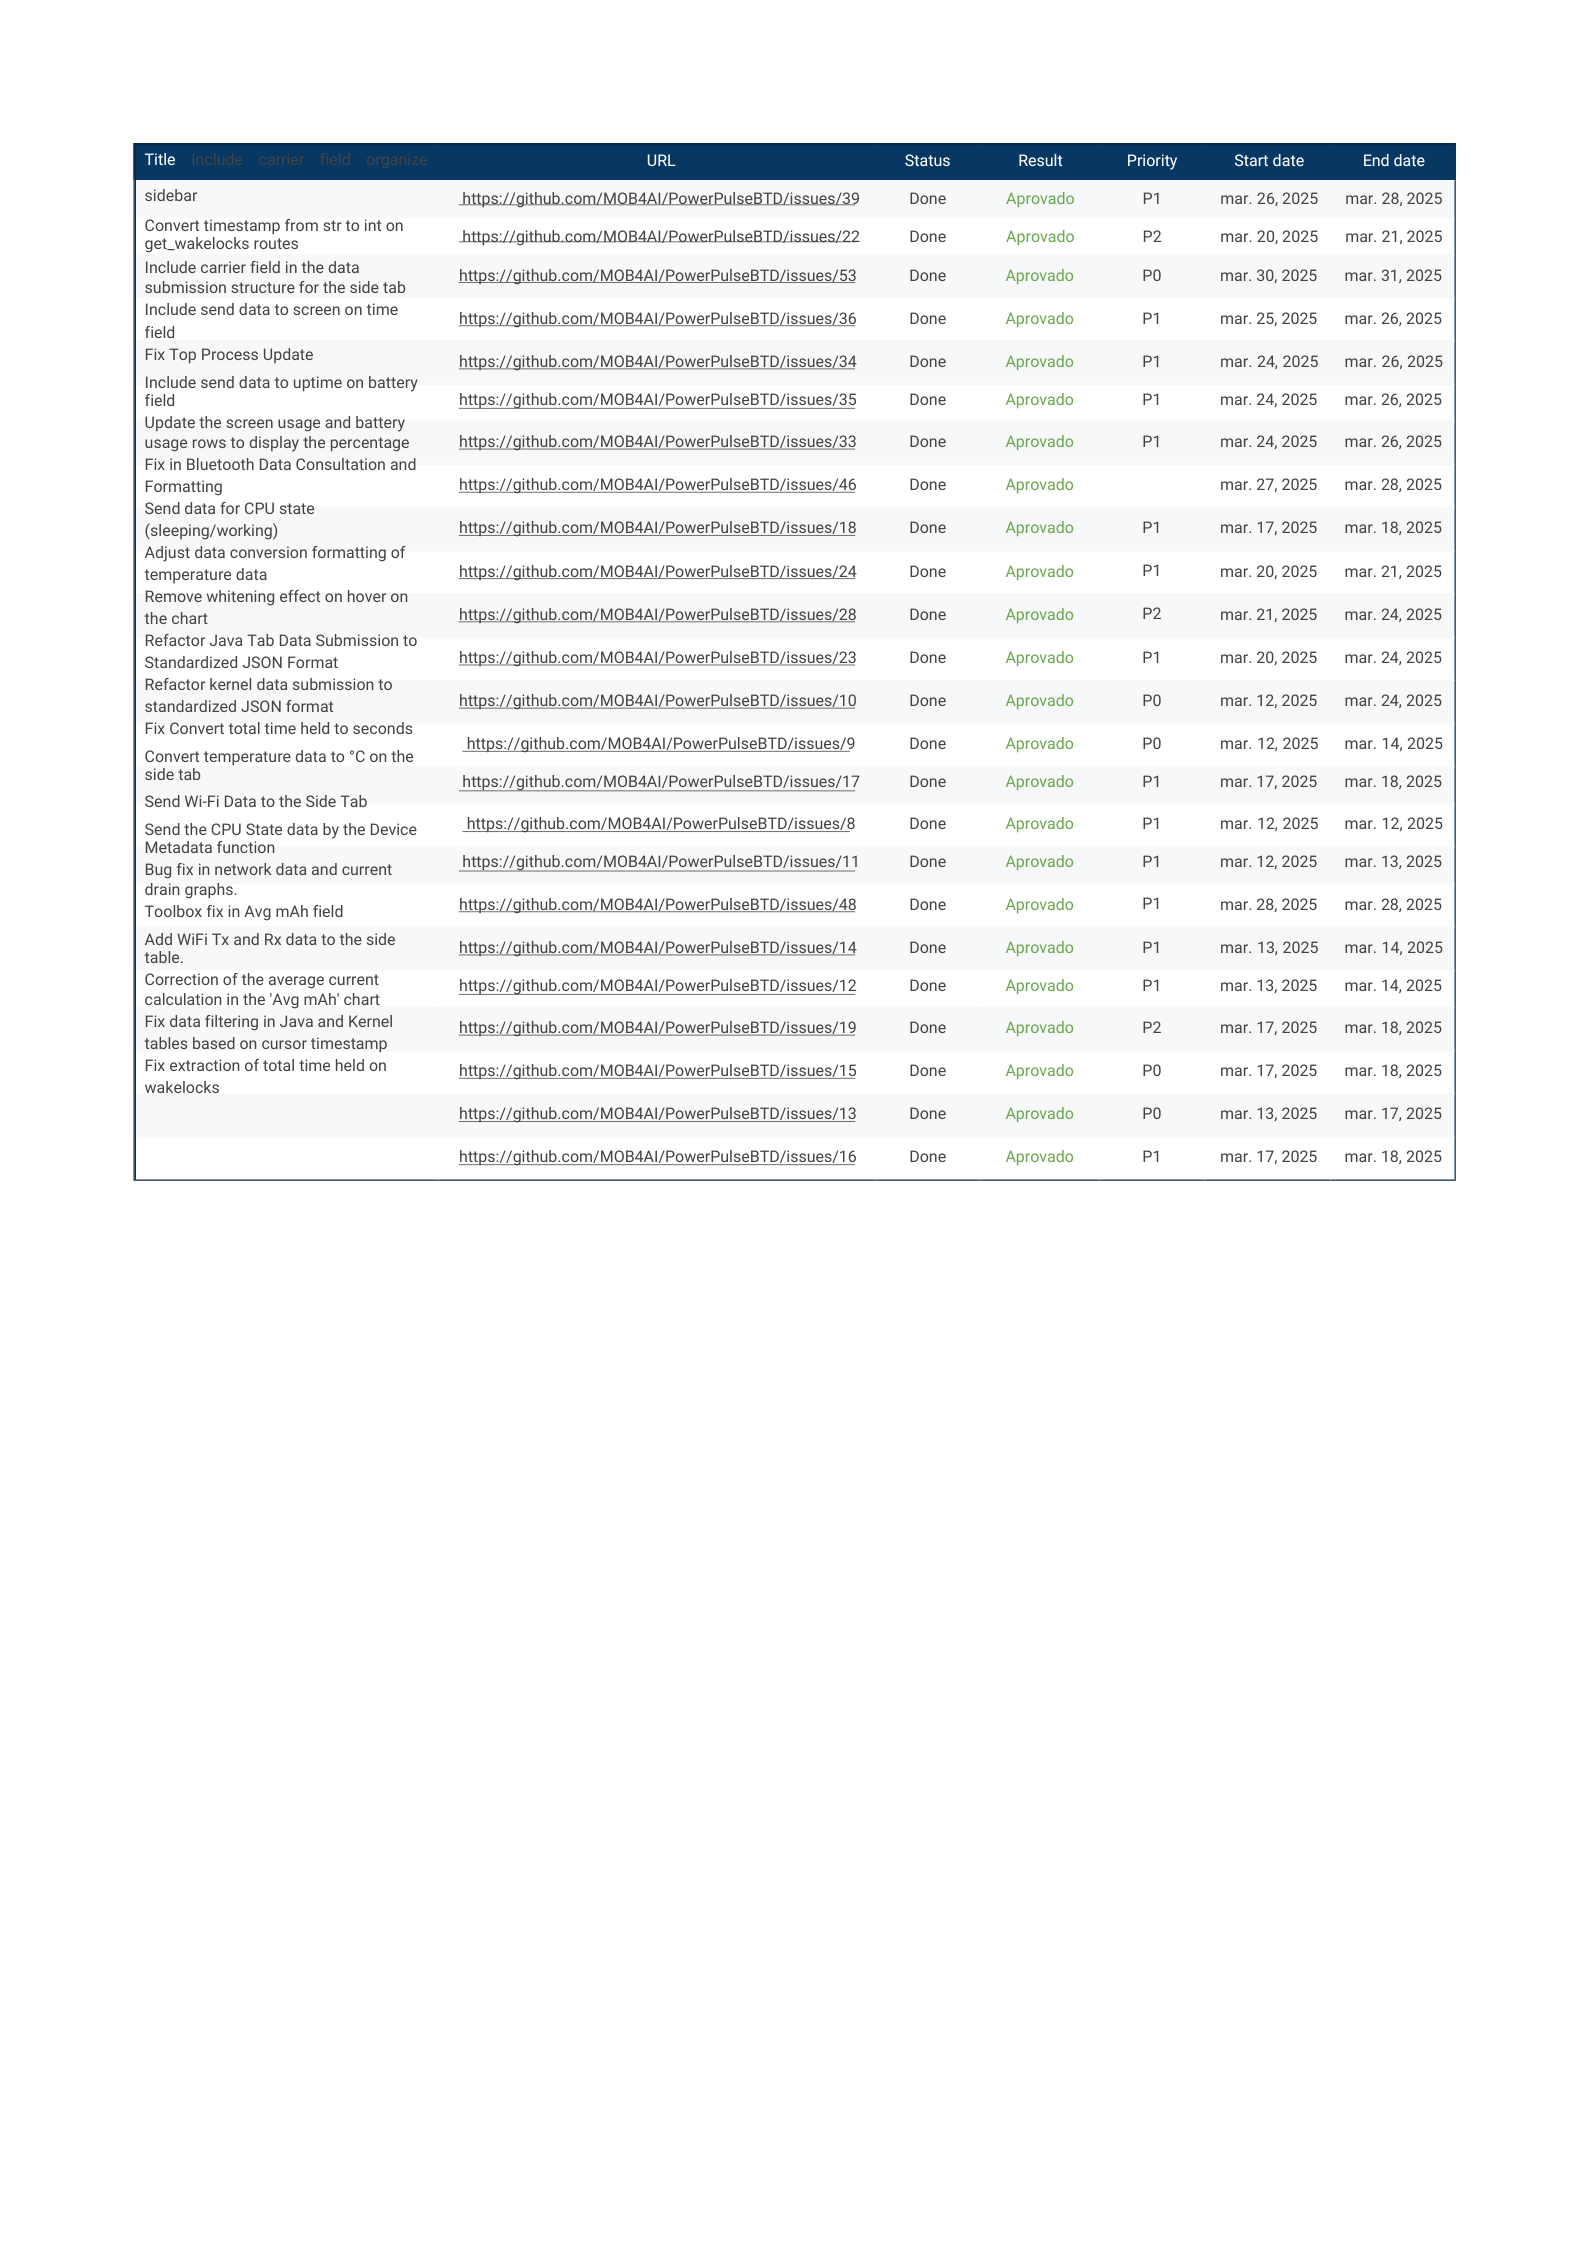 Title Include carrier field organize URL Status Result Priority Start date End date
sidebar https://github.com/MOB4AI/PowerPulseBTD/issues/39 Done Aprovado P1 mar. 26, 2025 mar. 28, 2025
Convert timestamp from str to int on
get_wakelocks routes https://github.com/MOB4AI/PowerPulseBTD/issues/22 Done Aprovado P2 mar. 20, 2025 mar. 21, 2025
Include carrier field in the data
submission structure for the side tab https://github.com/MOB4AI/PowerPulseBTD/issues/53 Done Aprovado P0 mar. 30, 2025 mar. 31, 2025
Include send data to screen on time
field https://github.com/MOB4AI/PowerPulseBTD/issues/36 Done Aprovado P1 mar. 25, 2025 mar. 26, 2025
Fix Top Process Update https://github.com/MOB4AI/PowerPulseBTD/issues/34 Done Aprovado P1 mar. 24, 2025 mar. 26, 2025
Include send data to uptime on battery
field https://github.com/MOB4AI/PowerPulseBTD/issues/35 Done Aprovado P1 mar. 24, 2025 mar. 26, 2025
Update the screen usage and battery
usage rows to display the percentage https://github.com/MOB4AI/PowerPulseBTD/issues/33 Done Aprovado P1 mar. 24, 2025 mar. 26, 2025
Fix in Bluetooth Data Consultation and
Formatting https://github.com/MOB4AI/PowerPulseBTD/issues/46 Done Aprovado mar. 27, 2025 mar. 28, 2025
Send data for CPU state
(sleeping/working) https://github.com/MOB4AI/PowerPulseBTD/issues/18 Done Aprovado P1 mar. 17, 2025 mar. 18, 2025
Adjust data conversion formatting of
temperature data https://github.com/MOB4AI/PowerPulseBTD/issues/24 Done Aprovado P1 mar. 20, 2025 mar. 21, 2025
Remove whitening effect on hover on
the chart https://github.com/MOB4AI/PowerPulseBTD/issues/28 Done Aprovado P2 mar. 21, 2025 mar. 24, 2025
Refactor Java Tab Data Submission to
Standardized JSON Format https://github.com/MOB4AI/PowerPulseBTD/issues/23 Done Aprovado P1 mar. 20, 2025 mar. 24, 2025
Refactor kernel data submission to
standardized JSON format https://github.com/MOB4AI/PowerPulseBTD/issues/10 Done Aprovado P0 mar. 12, 2025 mar. 24, 2025
Fix Convert total time held to seconds
https://github.com/MOB4AI/PowerPulseBTD/issues/9 Done Aprovado P0 mar. 12, 2025 mar. 14, 2025
Convert temperature data to °C on the
side tab https://github.com/MOB4AI/PowerPulseBTD/issues/17 Done Aprovado P1 mar. 17, 2025 mar. 18, 2025
Send Wi-Fi Data to the Side Tab
Send the CPU State data by the Device https://github.com/MOB4AI/PowerPulseBTD/issues/8 Done Aprovado P1 mar. 12, 2025 mar. 12, 2025
Metadata function
Bug fix in network data and current https://github.com/MOB4AI/PowerPulseBTD/issues/11 Done Aprovado P1 mar. 12, 2025 mar. 13, 2025
drain graphs.
Toolbox fix in Avg mAh field https://github.com/MOB4AI/PowerPulseBTD/issues/48 Done Aprovado P1 mar. 28, 2025 mar. 28, 2025
Add WiFi Tx and Rx data to the side https://github.com/MOB4AI/PowerPulseBTD/issues/14 Done Aprovado P1 mar. 13, 2025 mar. 14, 2025
table.
Correction of the average current https://github.com/MOB4AI/PowerPulseBTD/issues/12 Done Aprovado P1 mar. 13, 2025 mar. 14, 2025
calculation in the 'Avg mAh' chart
Fix data filtering in Java and Kernel https://github.com/MOB4AI/PowerPulseBTD/issues/19 Done Aprovado P2 mar. 17, 2025 mar. 18, 2025
tables based on cursor timestamp
Fix extraction of total time held on https://github.com/MOB4AI/PowerPulseBTD/issues/15 Done Aprovado P0 mar. 17, 2025 mar. 18, 2025
wakelocks
https://github.com/MOB4AI/PowerPulseBTD/issues/13 Done Aprovado P0 mar. 13, 2025 mar. 17, 2025
https://github.com/MOB4AI/PowerPulseBTD/issues/16 Done Aprovado P1 mar. 17, 2025 mar. 18, 2025